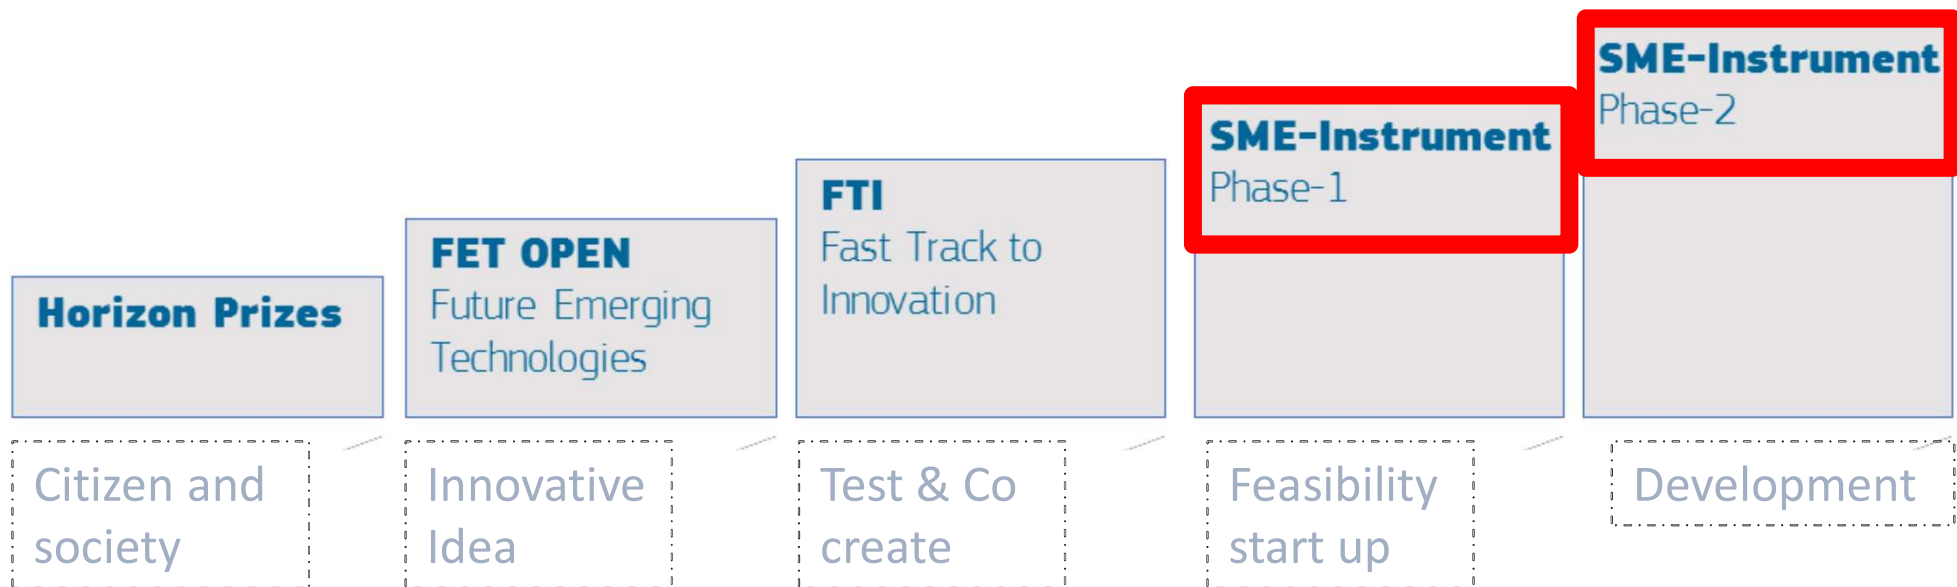 Horizon Prizes
FET OPEN
Future Emerging
Technologies
FTI
Fast Track to
Innovation
SME-Instrument
Phase-1
SME-Instrument
Phase-2
Citizen and
society
Innovative
Idea
Test & Co
create
Feasibility
start up
Development